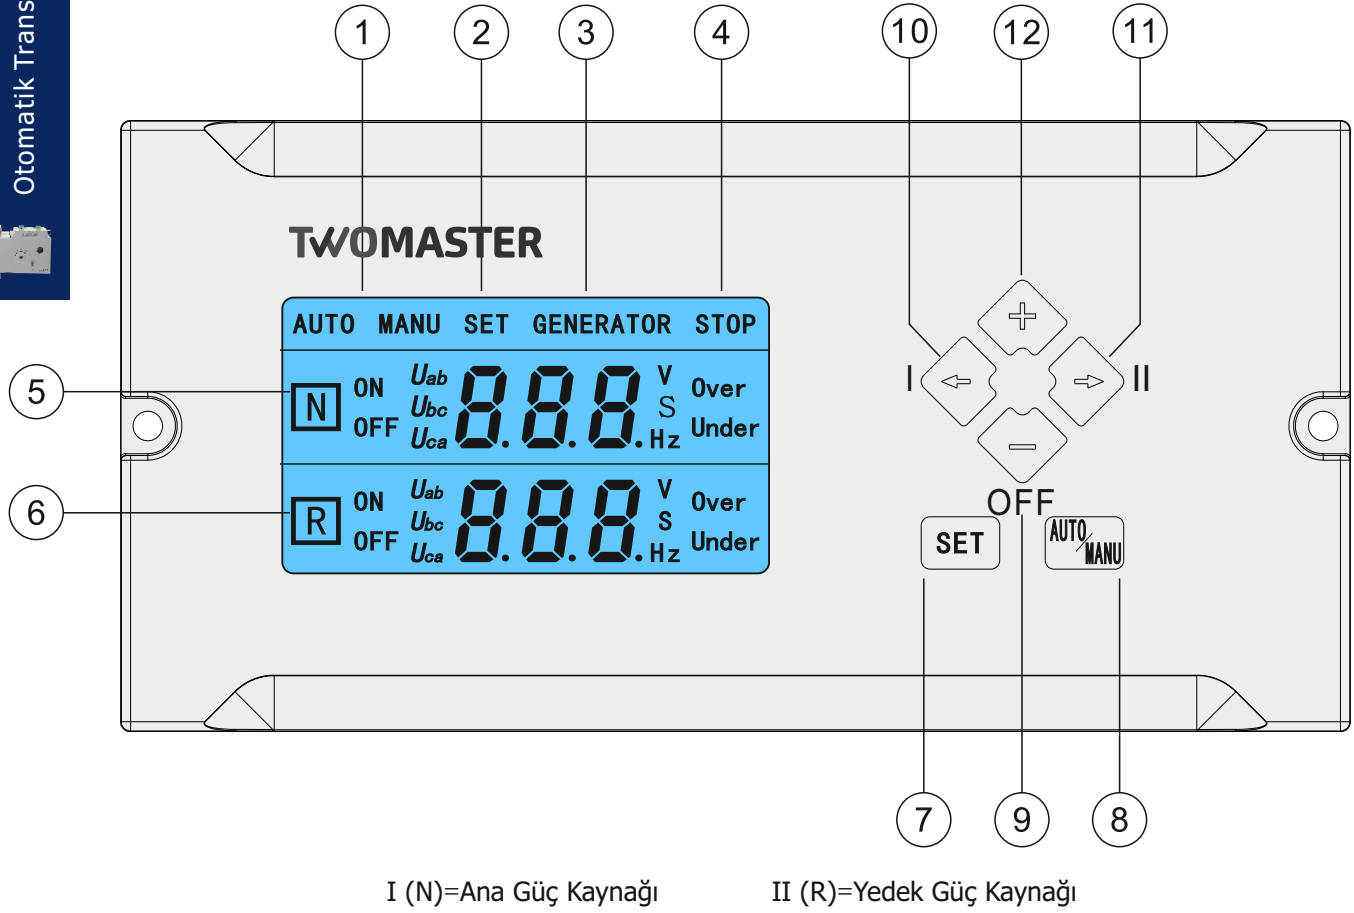 Otomatik Trans
1 2 3 4 10 12 11
TWOMASTER
AUTO MANU SET GENERATOR STOP
5
N ON OFF Uab Ubc Uca 8.8.8. V S Hz Over Under
6
R ON OFF Uab Ubc Uca 8.8.8. V S Hz Over Under
+
I ← → II
−
OFF
SET AUTO/MANU
7 9 8
I (N)=Ana Güç Kaynağı II (R)=Yedek Güç Kaynağı